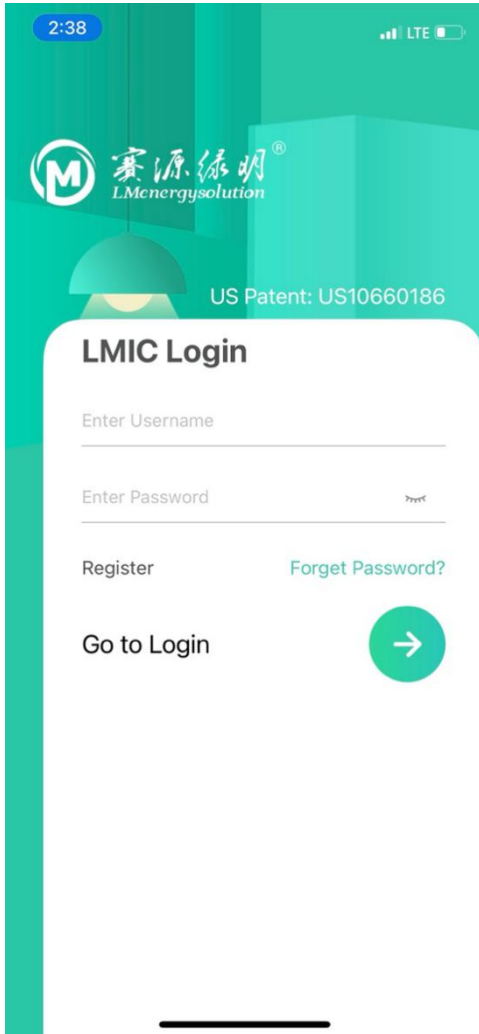 2:38 LTE
赛源绿明®
LMenergysolution
US Patent: US10660186
LMIC Login
Enter Username
Enter Password
Register Forget Password?
Go to Login